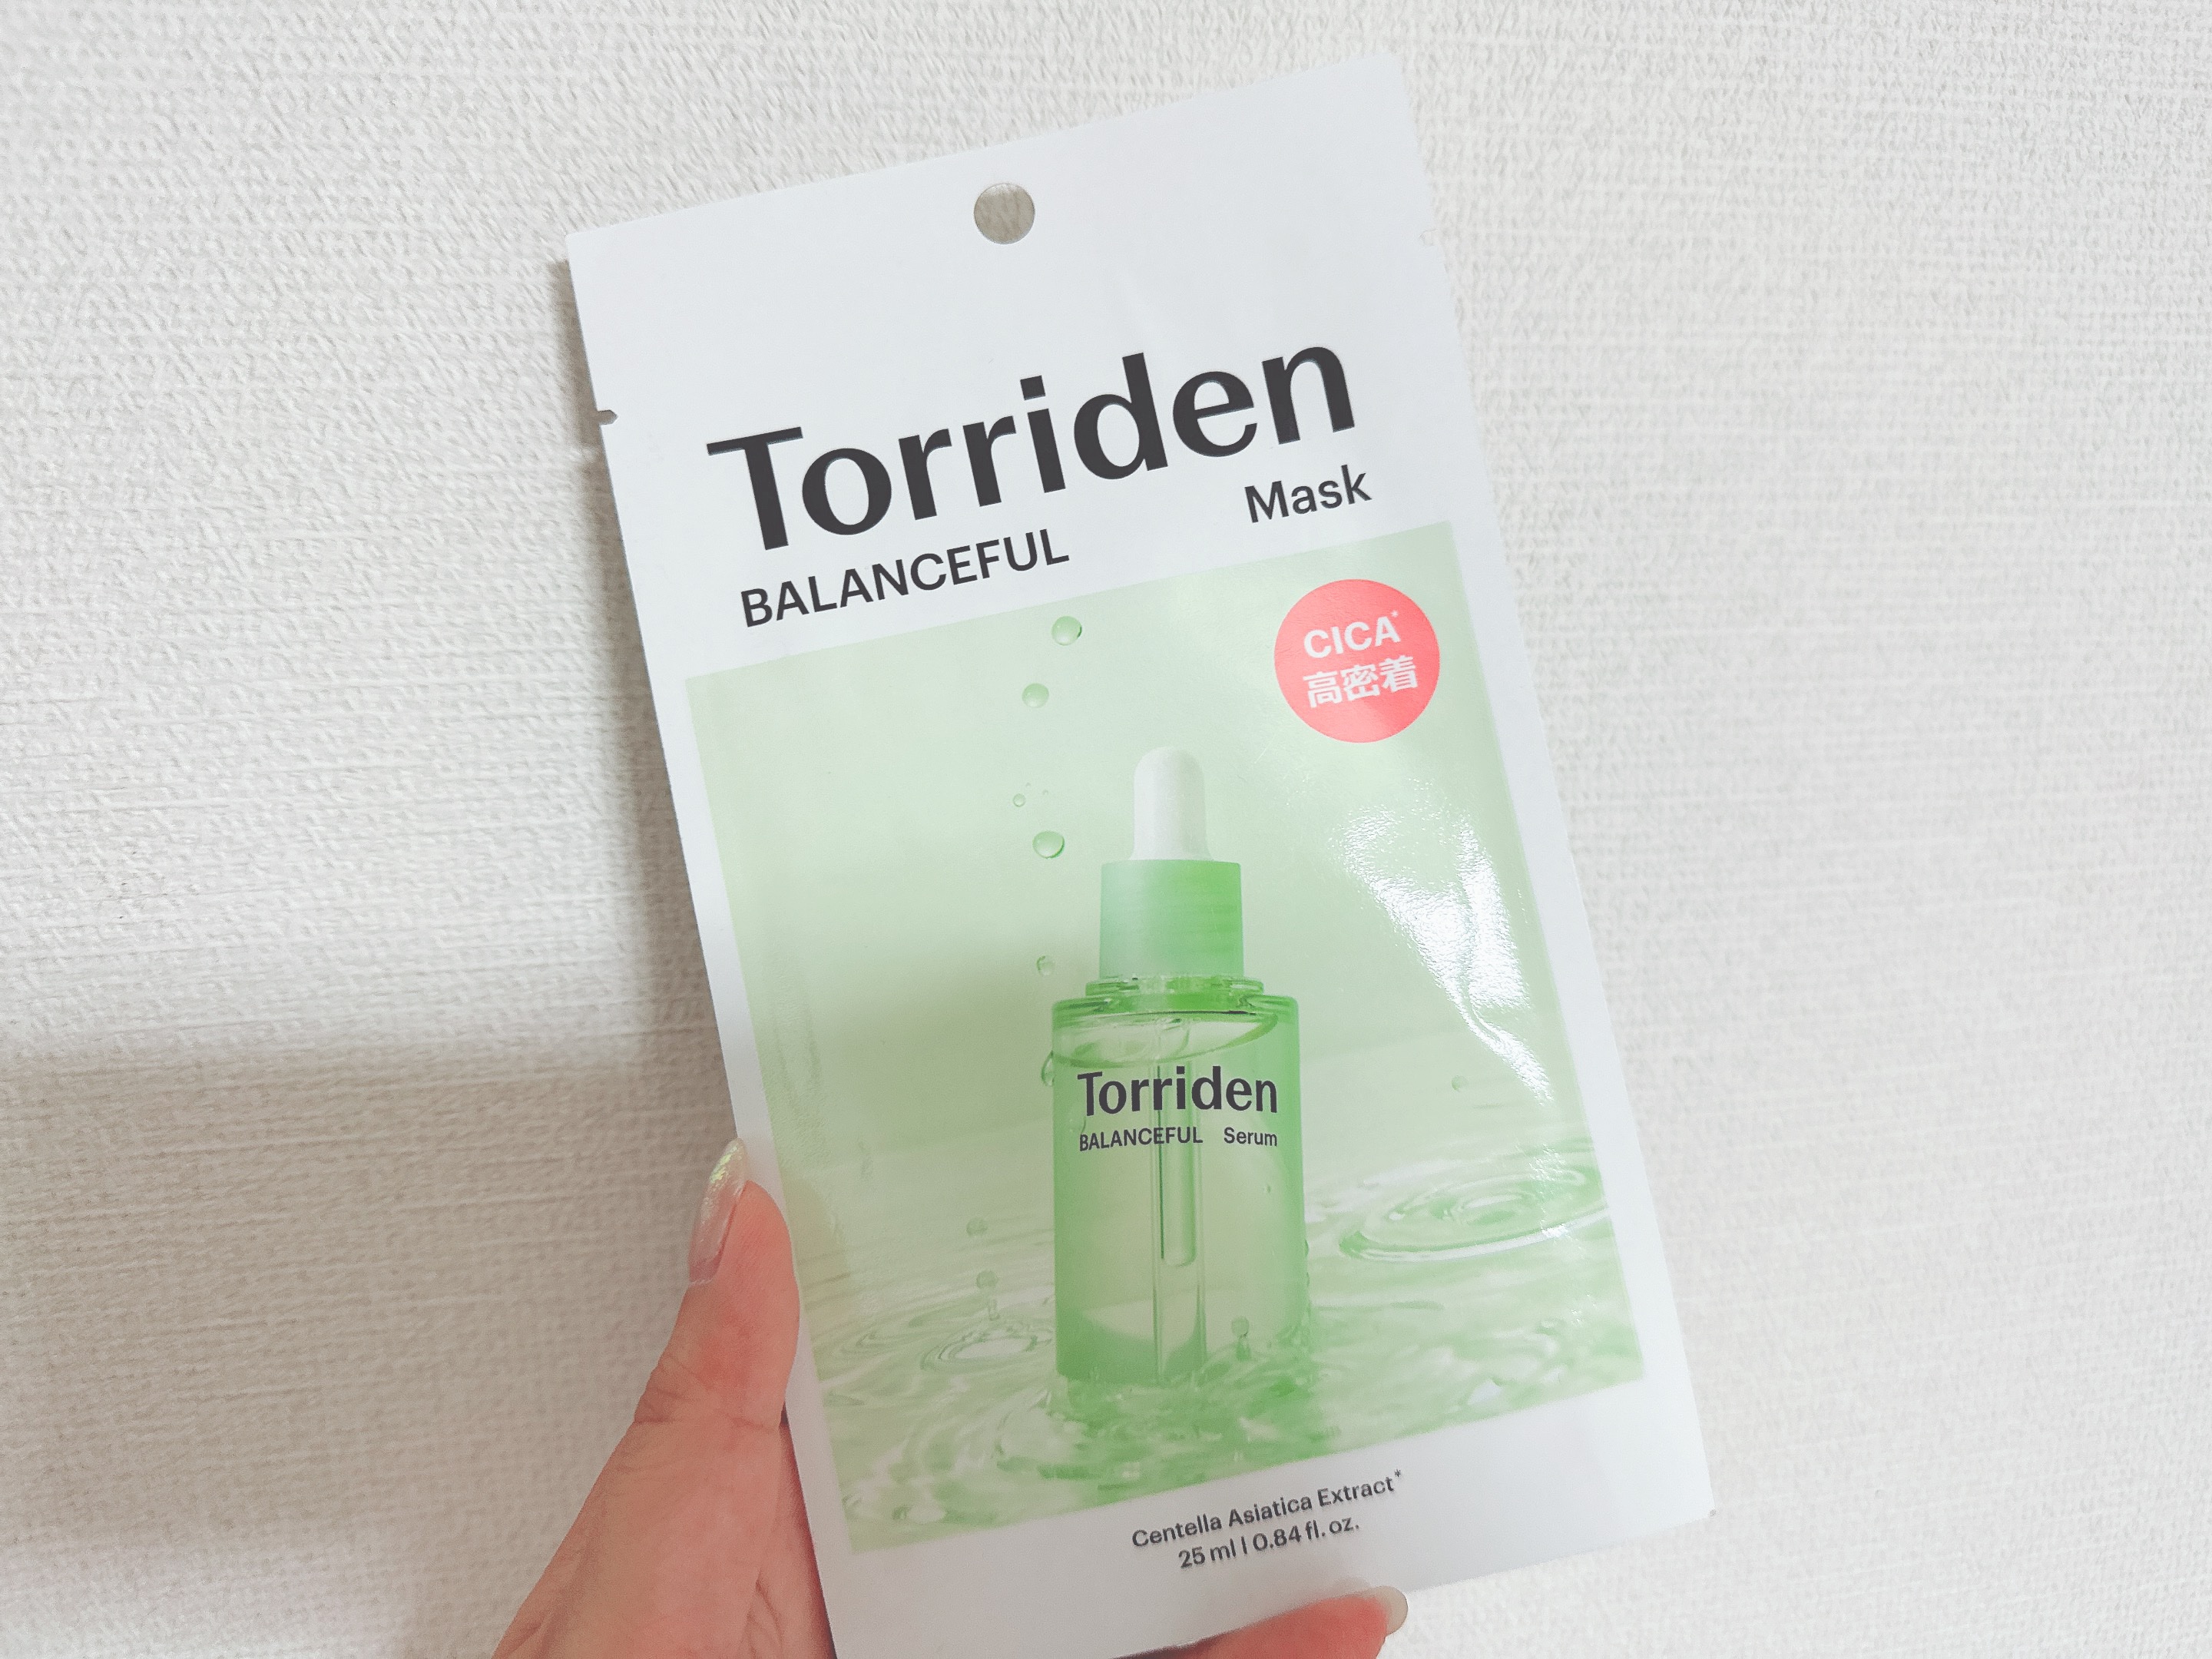 Torriden
BALANCEFUL Mask
CICA*
高密着
Torriden
BALANCEFUL Serum
Centella Asiatica Extract*
25 ml | 0.84 fl. oz.